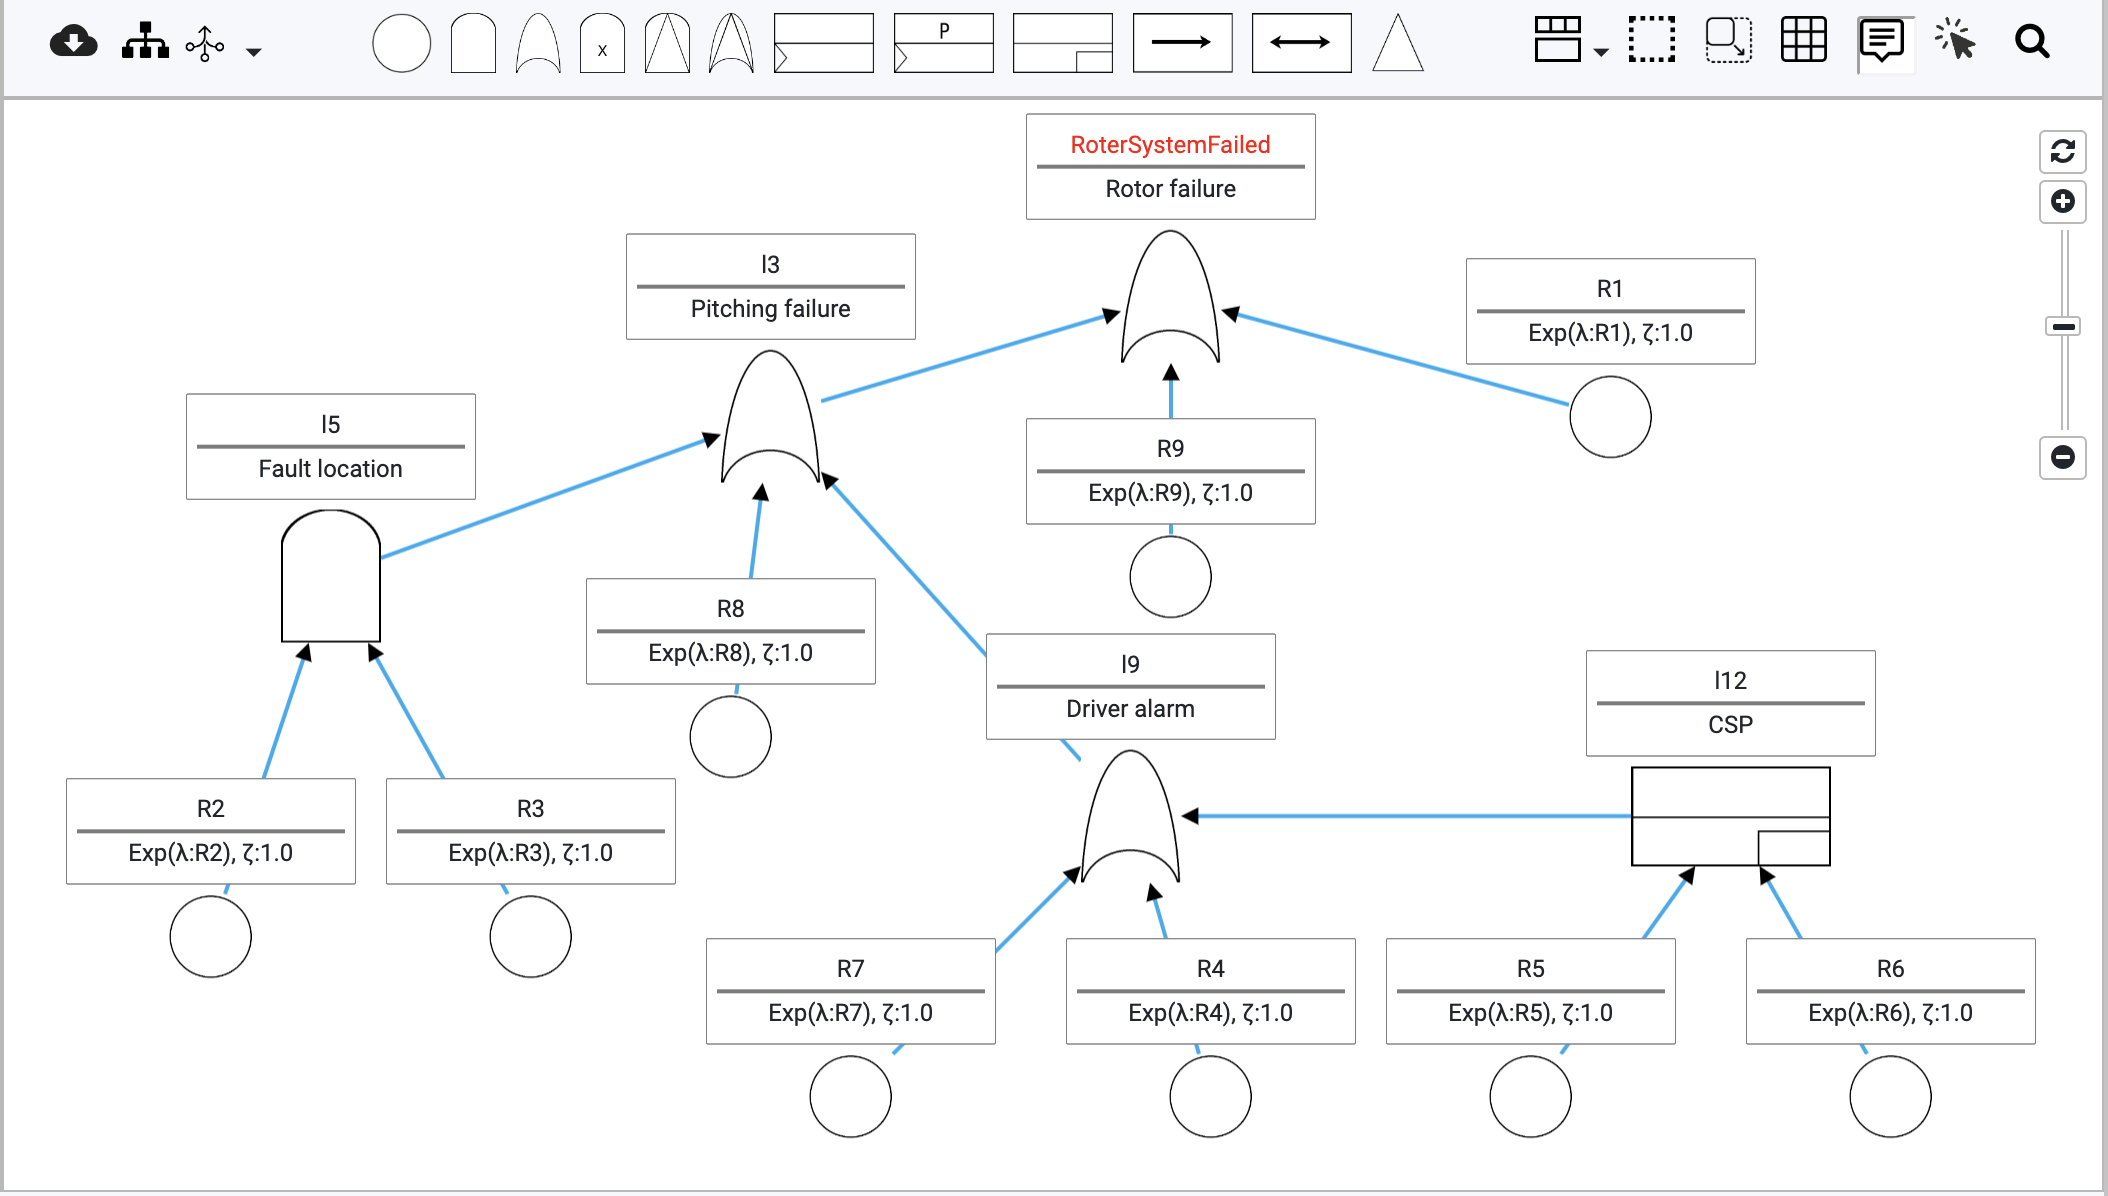 x
P
RoterSystemFailed
Rotor failure
I3
Pitching failure
R1
Exp(λ:R1), ζ:1.0
I5
Fault location
R9
Exp(λ:R9), ζ:1.0
R8
Exp(λ:R8), ζ:1.0
I9
Driver alarm
I12
CSP
R2
Exp(λ:R2), ζ:1.0
R3
Exp(λ:R3), ζ:1.0
R7
Exp(λ:R7), ζ:1.0
R4
Exp(λ:R4), ζ:1.0
R5
Exp(λ:R5), ζ:1.0
R6
Exp(λ:R6), ζ:1.0